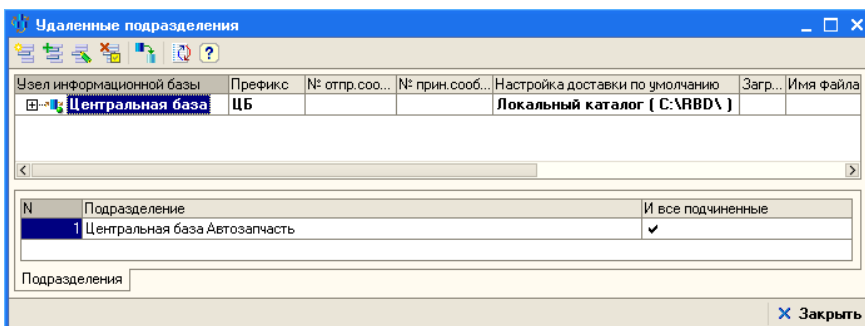 Удаленные подразделения
Узел информационной базы Префикс № отпр.соо... № прин.сооб... Настройка доставки по умолчанию Загр... Имя файла
Центральная база ЦБ Локальный каталог ( C:\RBD\ )
N Подразделение И все подчиненные
1 Центральная база Автозапчасть
Подразделения
Закрыть